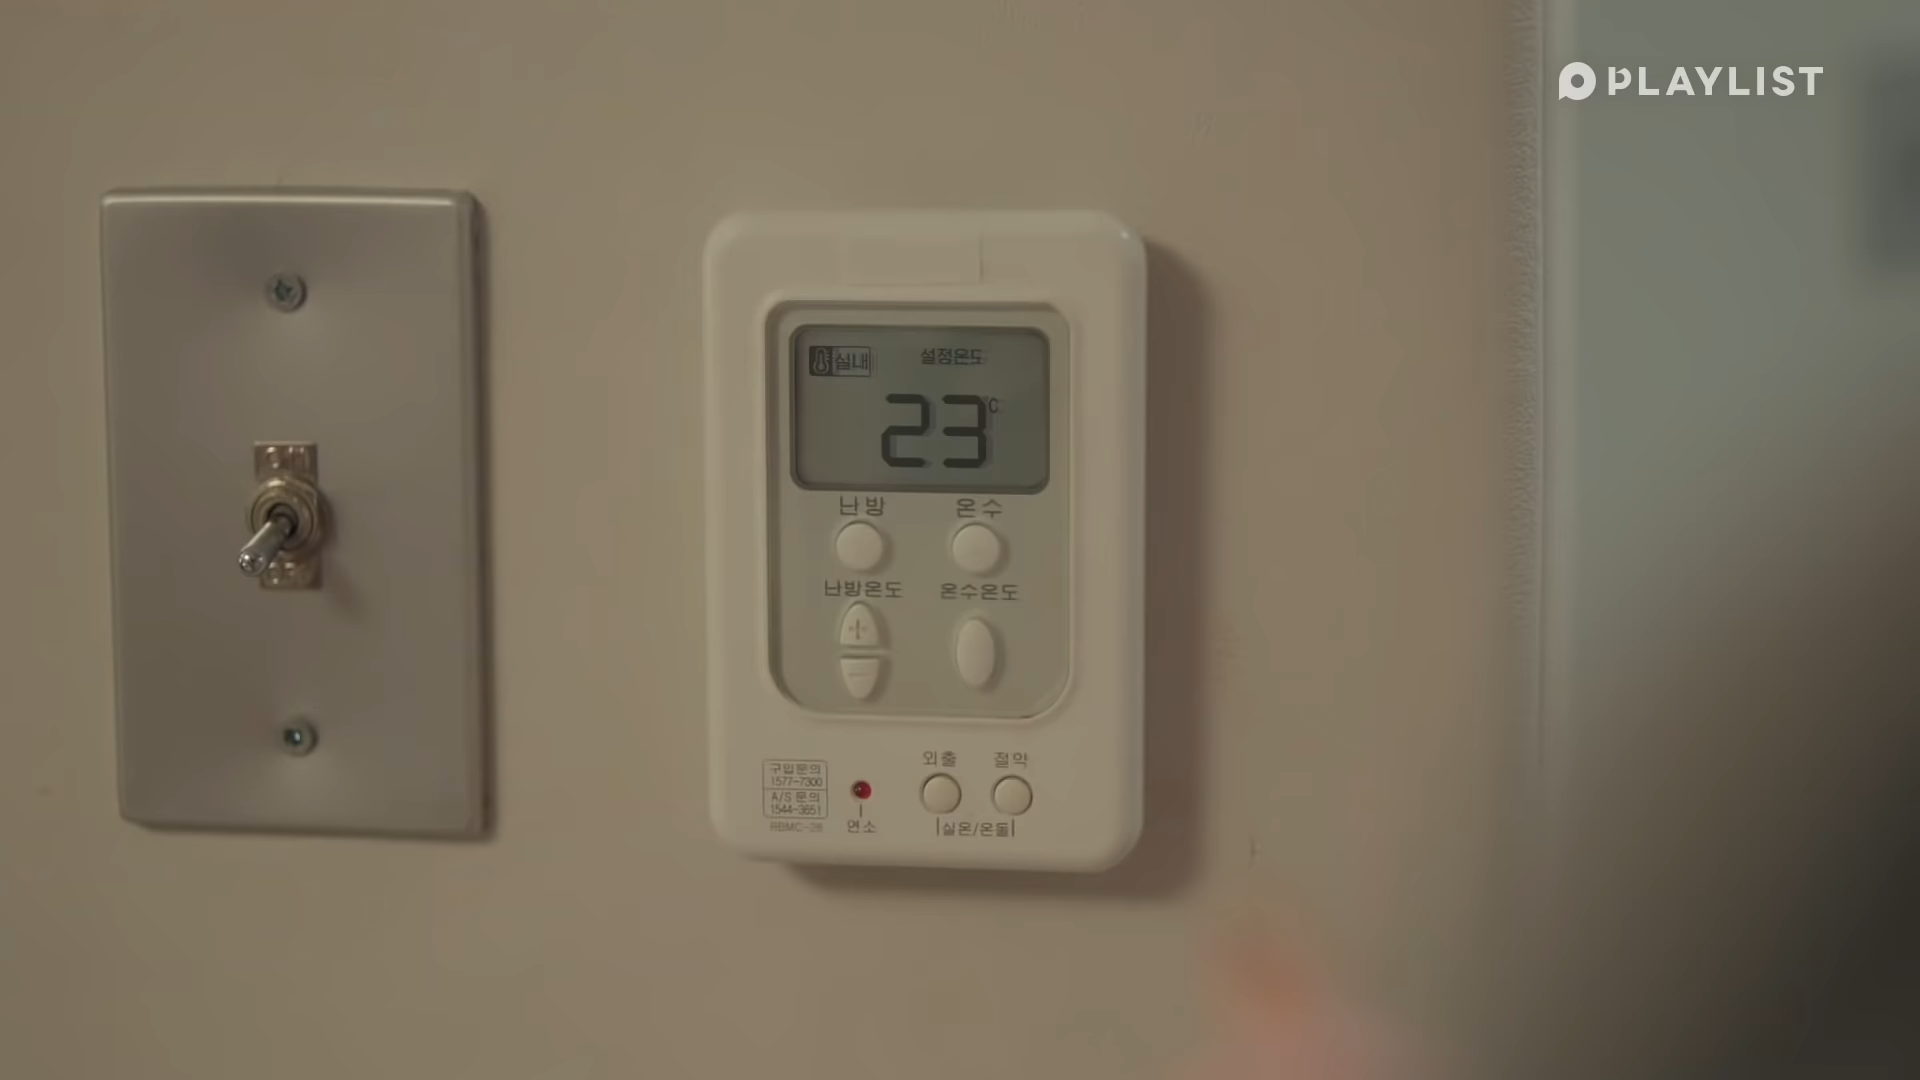 PLAYLIST
실내
설정온도
23 °C
난방
온수
난방온도
온수온도
+
−
외출
절약
구입문의
1577-7300
A/S 문의
1544-3651
RBMC-28
연소
실온/온돌